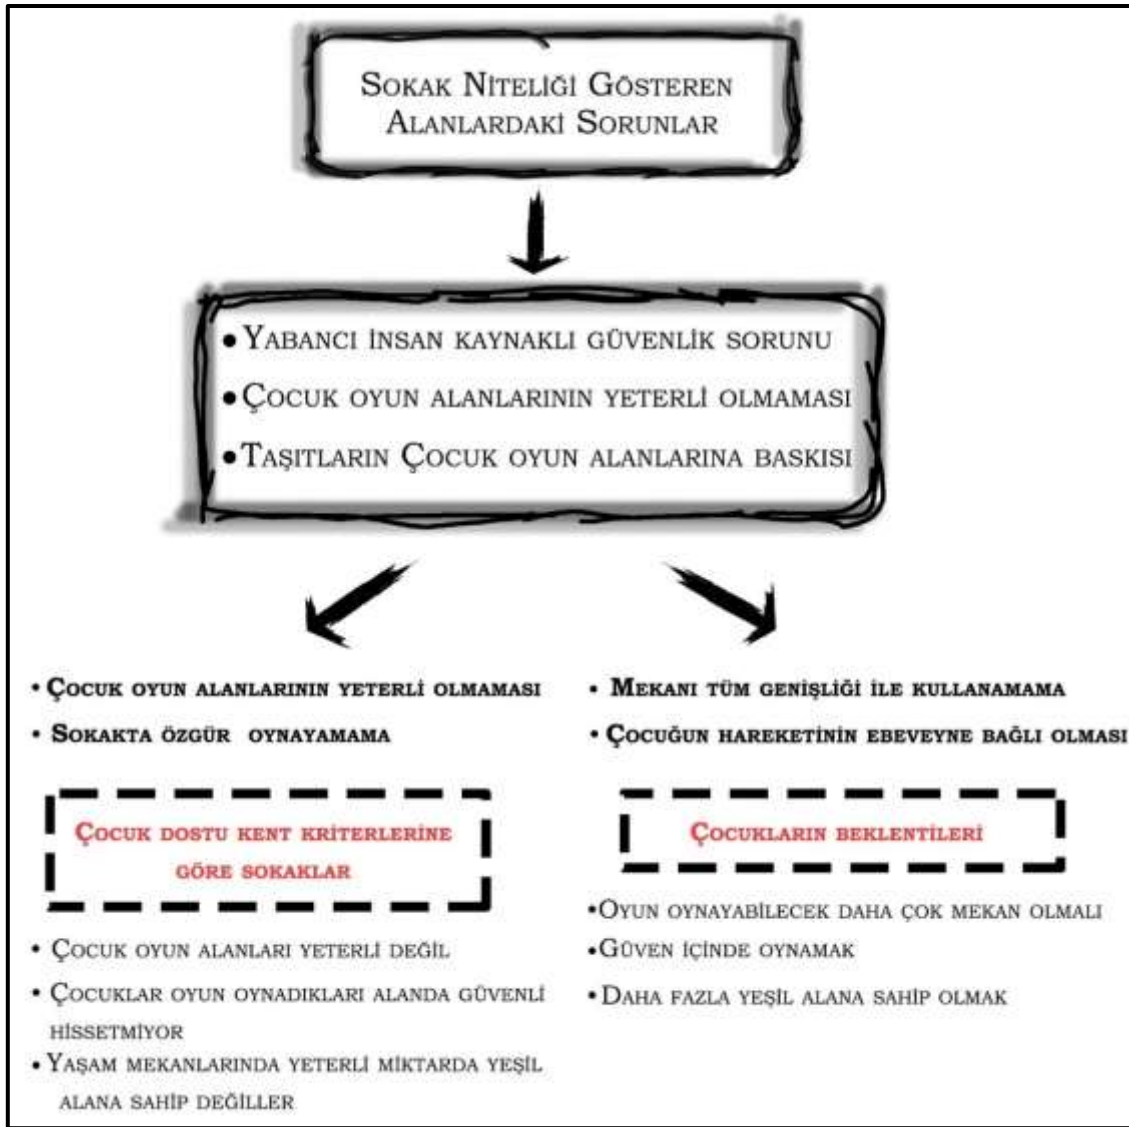 Sokak Niteliği Gösteren
Alanlardaki Sorunlar
•Yabancı insan kaynaklı güvenlik sorunu
•Çocuk oyun alanlarının yeterli olmaması
•Taşıtların Çocuk oyun alanlarına baskısı
• Çocuk oyun alanlarının yeterli olmaması
• Sokakta özgür oynayamama
• Mekanı tüm genişliği ile kullanamama
• Çocuğun hareketinin ebeveyne bağlı olması
Çocuk dostu kent kriterlerine
göre sokaklar
• Çocuk oyun alanları yeterli değil
• Çocuklar oyun oynadıkları alanda güvenli
hissetmiyor
• Yaşam mekanlarında yeterli miktarda yeşil
alana sahip değiller
Çocukların beklentileri
•Oyun oynayabilecek daha çok mekan olmalı
•Güven içinde oynamak
•Daha fazla yeşil alana sahip olmak